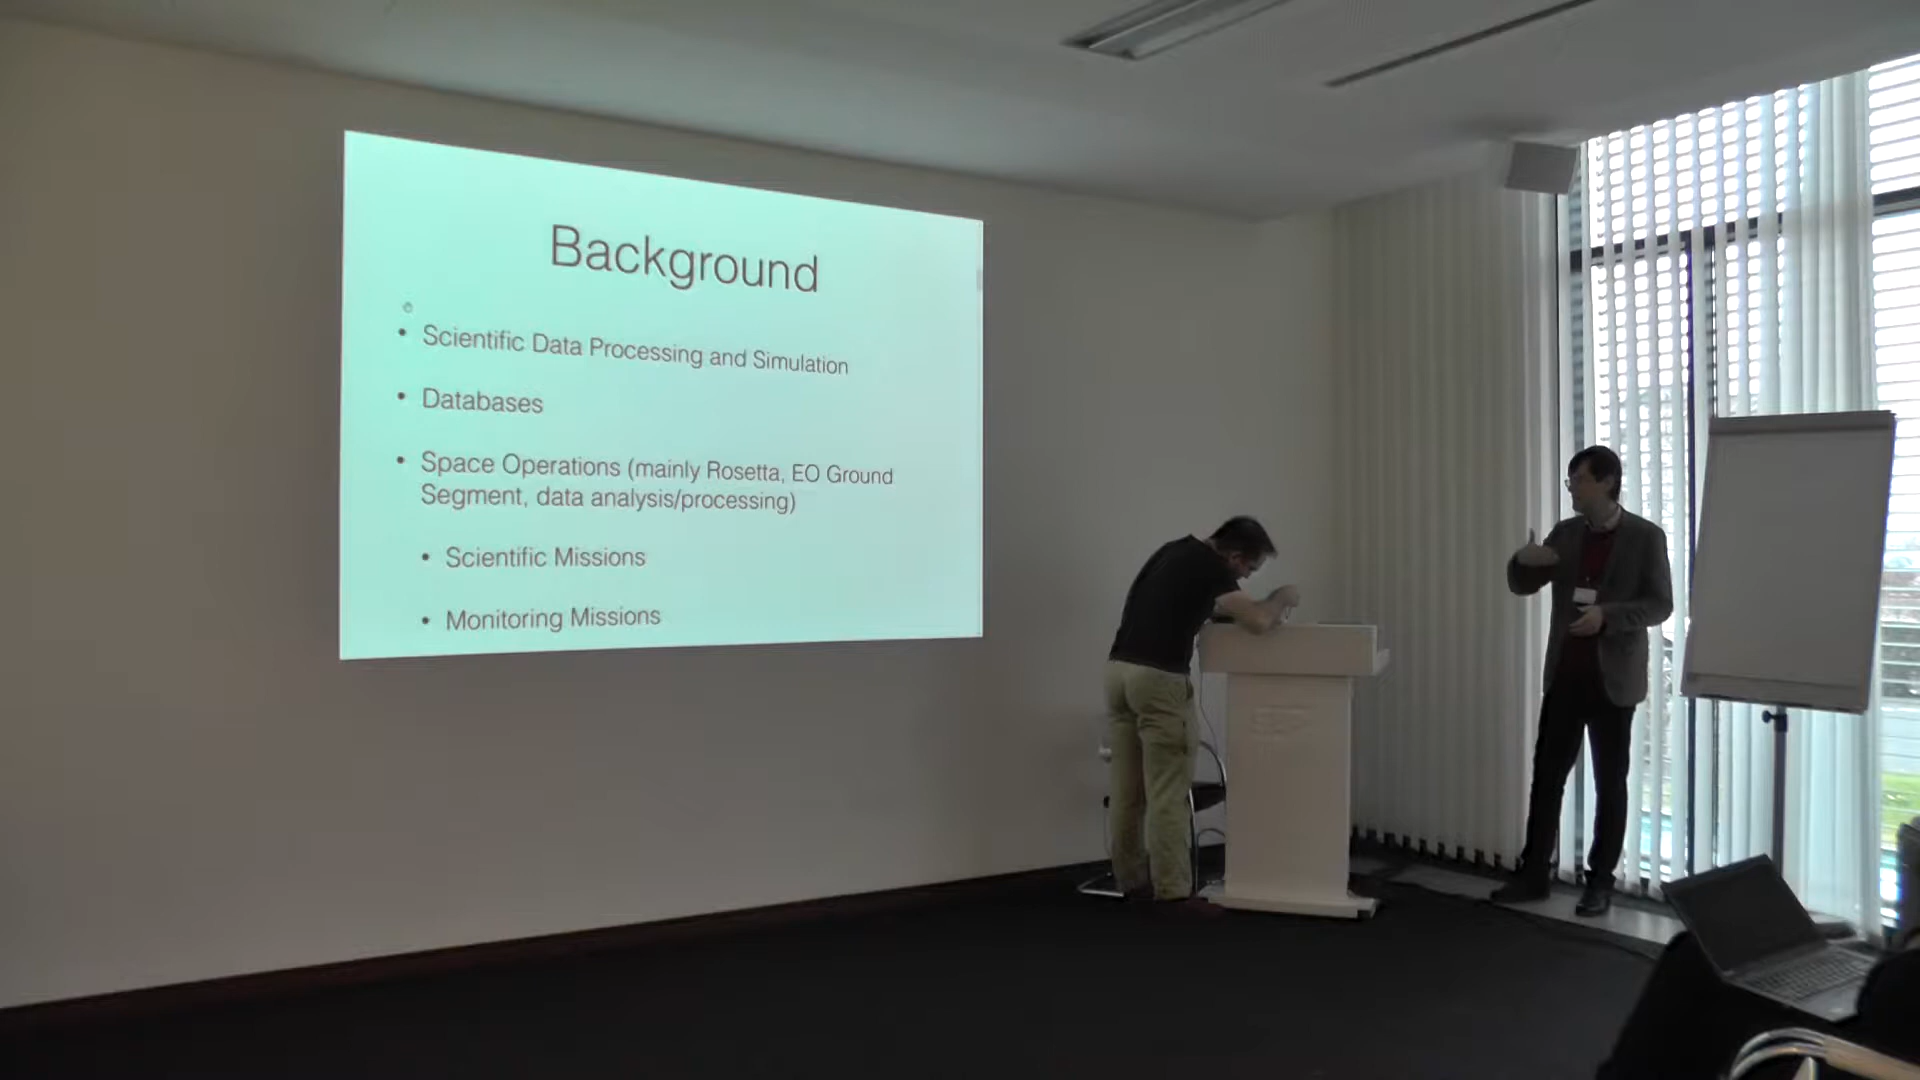 Background
• Scientific Data Processing and Simulation
• Databases
• Space Operations (mainly Rosetta, EO Ground
Segment, data analysis/processing)
• Scientific Missions
• Monitoring Missions